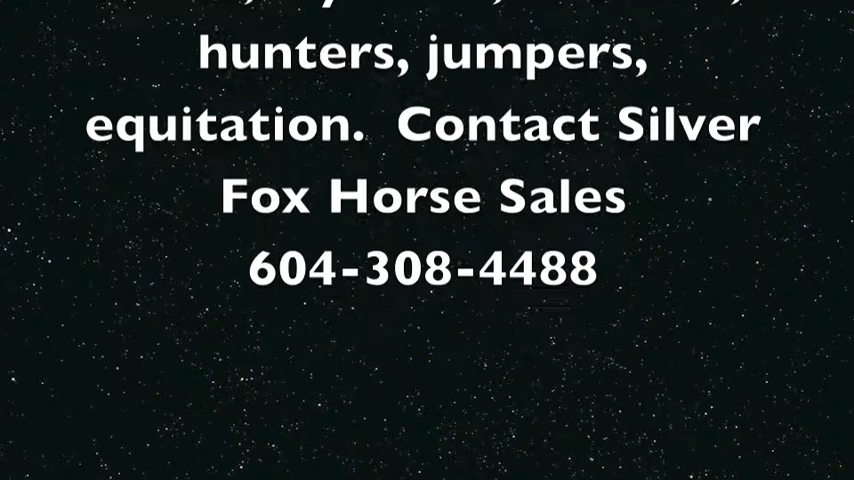 hunters, jumpers,
equitation.  Contact Silver
Fox Horse Sales
604-308-4488